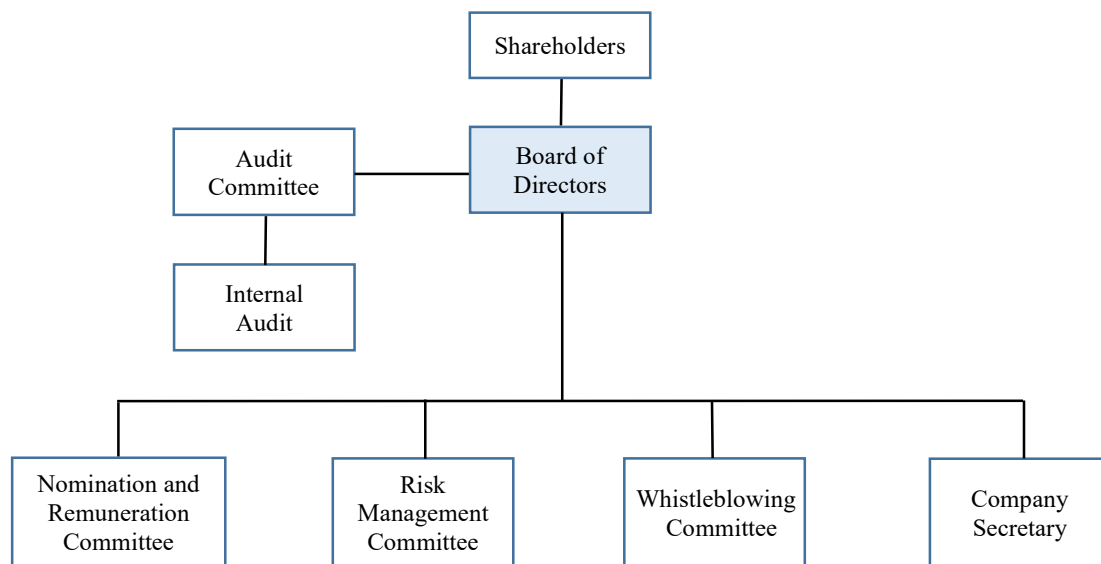 Shareholders
Board of
Directors
Audit
Committee
Internal
Audit
Nomination and
Remuneration
Committee
Risk
Management
Committee
Whistleblowing
Committee
Company
Secretary